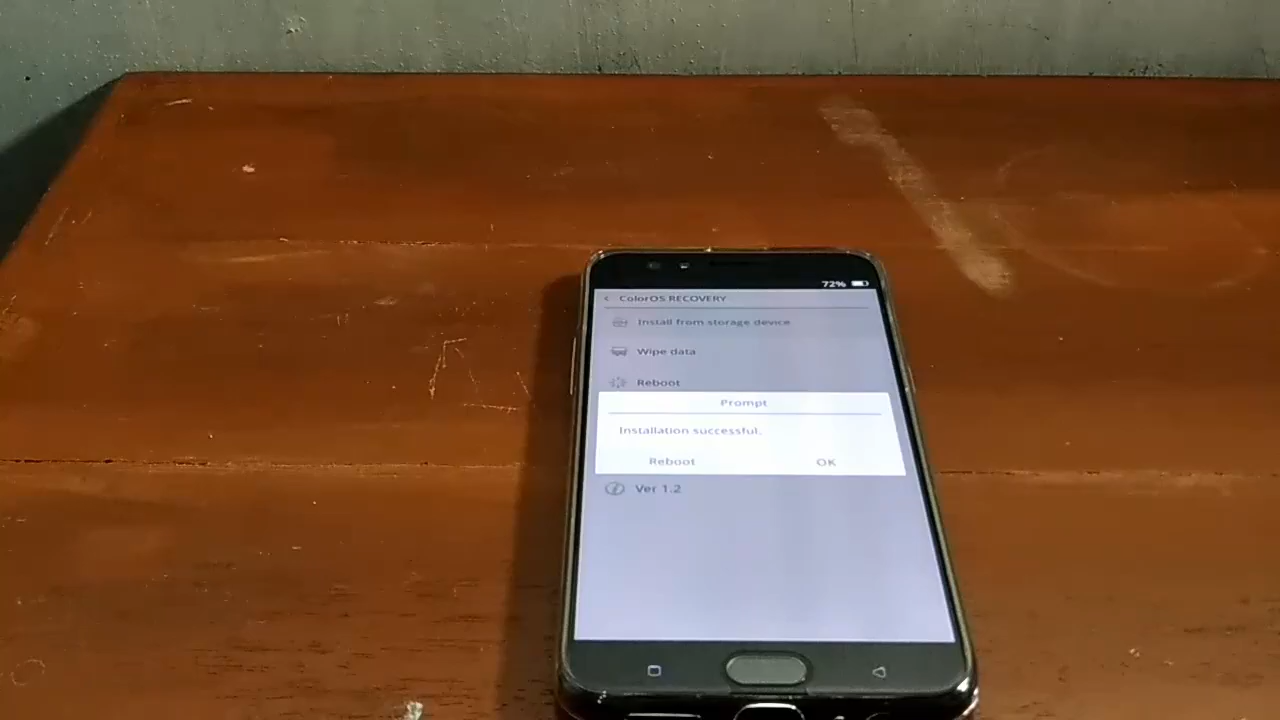 72%
ColorOS RECOVERY
Install from storage device
Wipe data
Reboot
Prompt
Installation successful.
Reboot OK
Ver 1.2